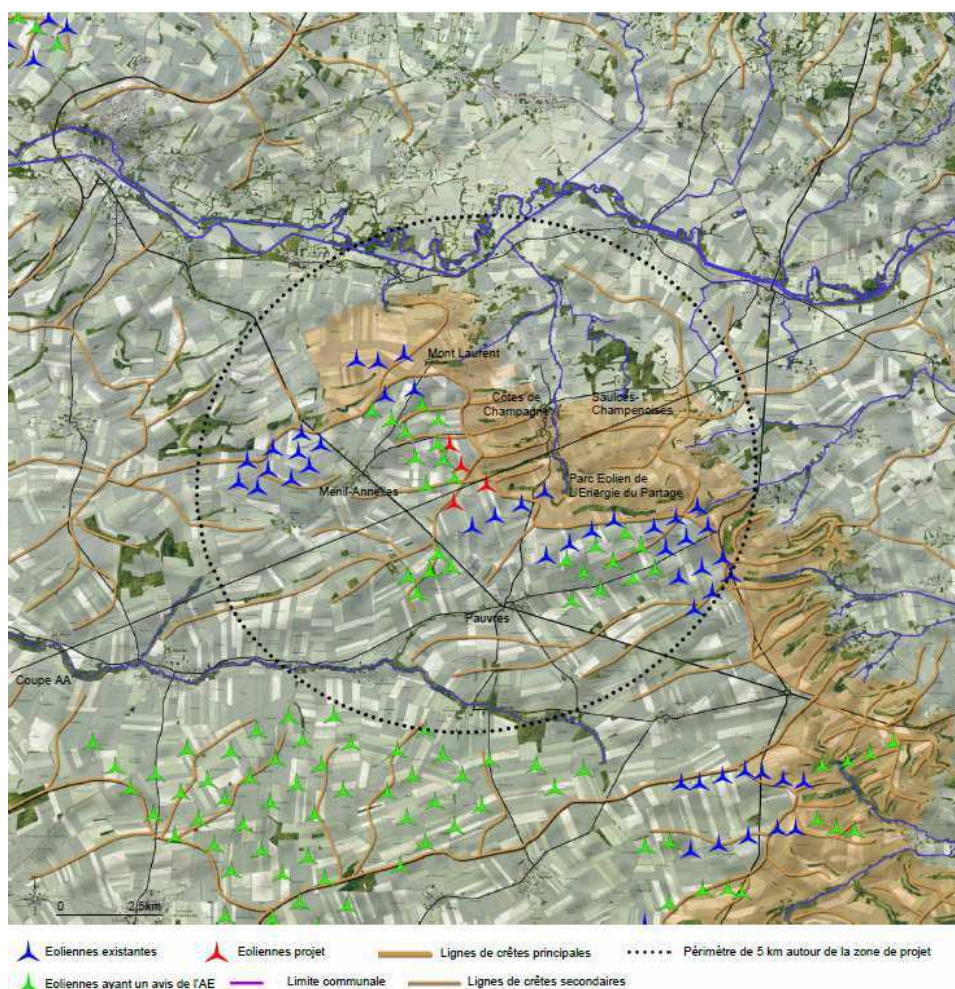 Mont Laurent
Côtes de
Champagne
Saulces-
Champenoises
Ménil-Annelles
Parc Eolien de
L'Energie du Partage
Pauvres
Coupe AA'
0 2,5km
Eoliennes existantes
Eoliennes projet
Lignes de crêtes principales
Périmètre de 5 km autour de la zone de projet
Eoliennes ayant un avis de l'AE
Limite communale
Lignes de crêtes secondaires